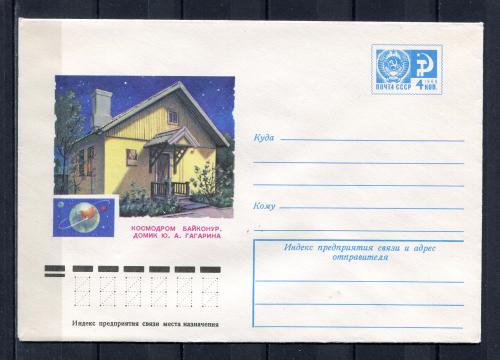 1966
ПОЧТА СССР
4 КОП.
Куда
КОСМОДРОМ БАЙКОНУР.
ДОМИК Ю. А. ГАГАРИНА
Кому
Индекс предприятия связи и адрес
отправителя
Индекс предприятия связи места назначения